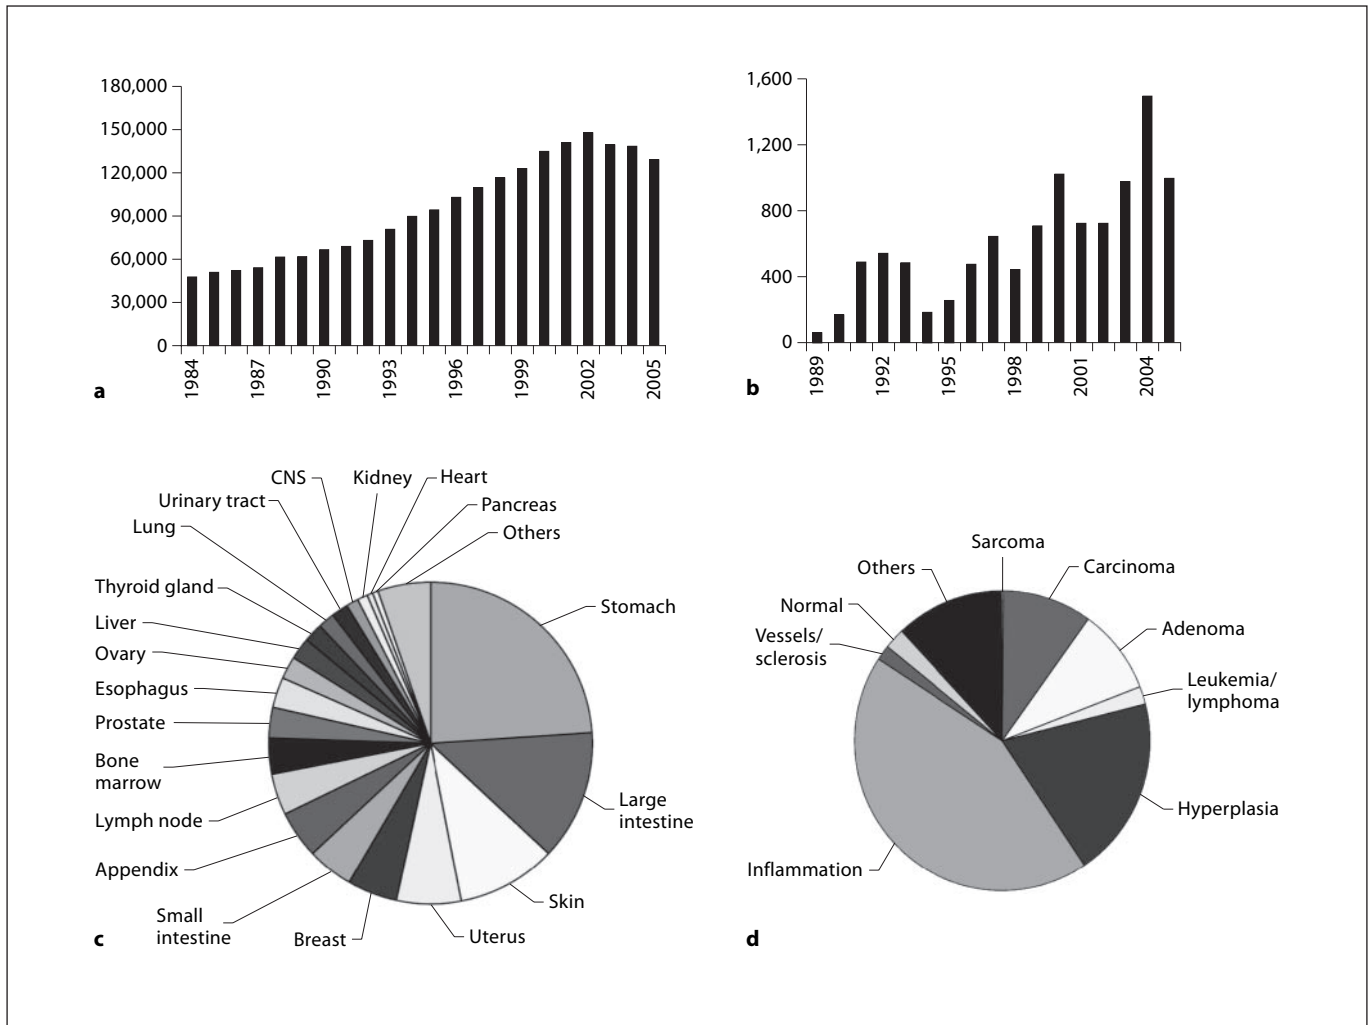 180,000
150,000
120,000
90,000
60,000
30,000
0
1984
1987
1990
1993
1996
1999
2002
2005
a
1,600
1,200
800
400
0
1989
1992
1995
1998
2001
2004
b
CNS
Kidney
Heart
Urinary tract
Pancreas
Lung
Others
Thyroid gland
Stomach
Liver
Ovary
Esophagus
Prostate
Bone
marrow
Large
intestine
Lymph node
Appendix
Skin
Small
intestine
Breast
Uterus
c
Sarcoma
Others
Carcinoma
Normal
Adenoma
Vessels/
sclerosis
Leukemia/
lymphoma
Hyperplasia
Inflammation
d